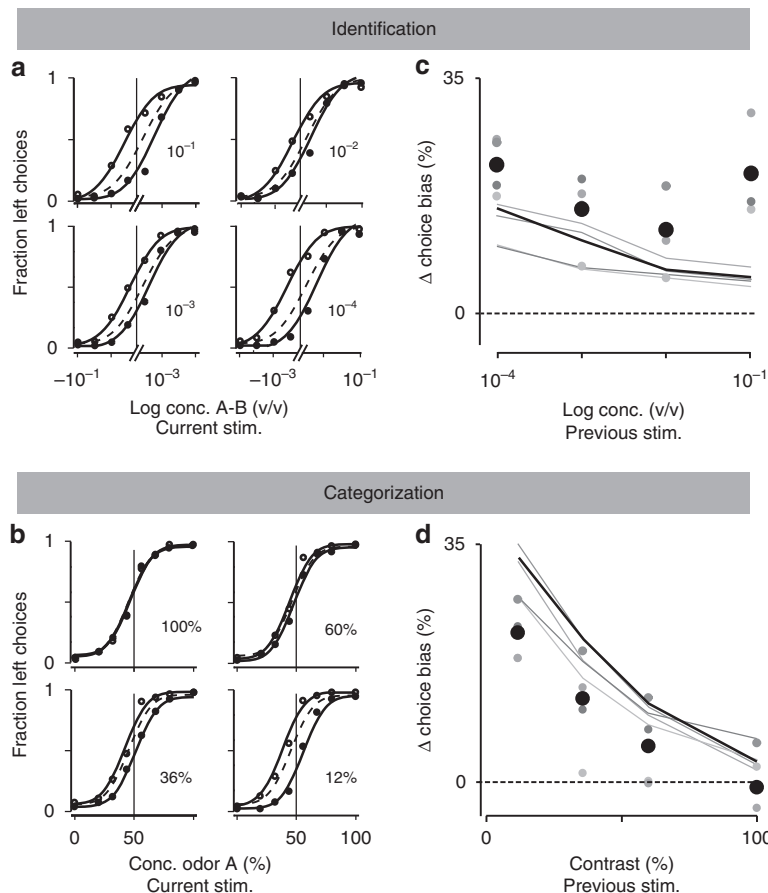 Identification
a
1
0
Fraction left choices
10⁻¹
10⁻²
1
0
10⁻³
10⁻⁴
−10⁻¹
10⁻³
−10⁻³
10⁻¹
Log conc. A-B (v/v)
Current stim.
c
35
Δ choice bias (%)
0
10⁻⁴
10⁻¹
Log conc. (v/v)
Previous stim.
Categorization
b
1
0
Fraction left choices
100%
60%
1
0
36%
12%
0
50
50
100
Conc. odor A (%)
Current stim.
d
35
Δ choice bias (%)
0
0
100
Contrast (%)
Previous stim.